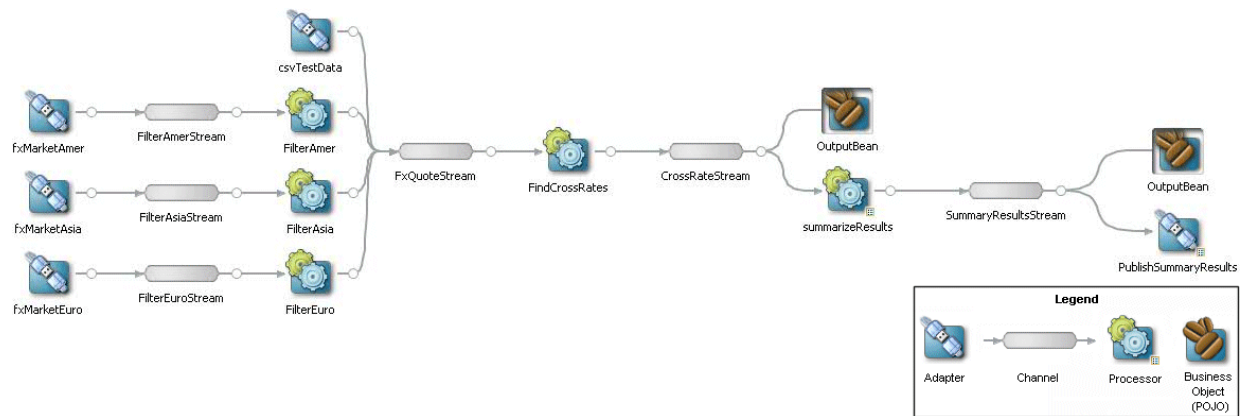 csvTestData
fxMarketAmer
FilterAmerStream
FilterAmer
fxMarketAsia
FilterAsiaStream
FilterAsia
fxMarketEuro
FilterEuroStream
FilterEuro
FxQuoteStream
FindCrossRates
CrossRateStream
OutputBean
summarizeResults
SummaryResultsStream
OutputBean
PublishSummaryResults
Legend
Adapter
Channel
Processor
Business
Object
(POJO)